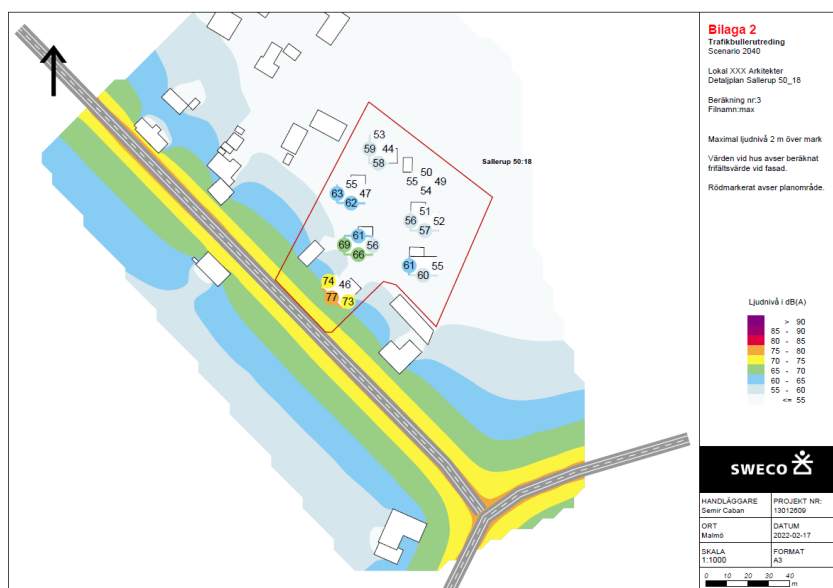 Bilaga 2
Trafikbullerutreding
Scenario 2040
Lokal XXX Arkitekter
Detaljplan Sallerup 50_18
Beräkning nr:3
Filnamn:max
Maximal ljudnivå 2 m över mark
Värden vid hus avser beräknat
frifältsvärde vid fasad.
Rödmarkerat avser planområde.
53
59 44
58
50
55 49
54
55
63 47
62
51
56 52
57
61
69 56
66
61 55
60
74 46
77 73
Sallerup 50:18
Ljudnivå i dB(A)
> 90
85 - 90
80 - 85
75 - 80
70 - 75
65 - 70
60 - 65
55 - 60
<= 55
SWECO
HANDLÄGGARE
Semir Caban
PROJEKT NR:
13012609
ORT
Malmö
DATUM
2022-02-17
SKALA
1:1000
FORMAT
A3
0 10 20 30 40
m